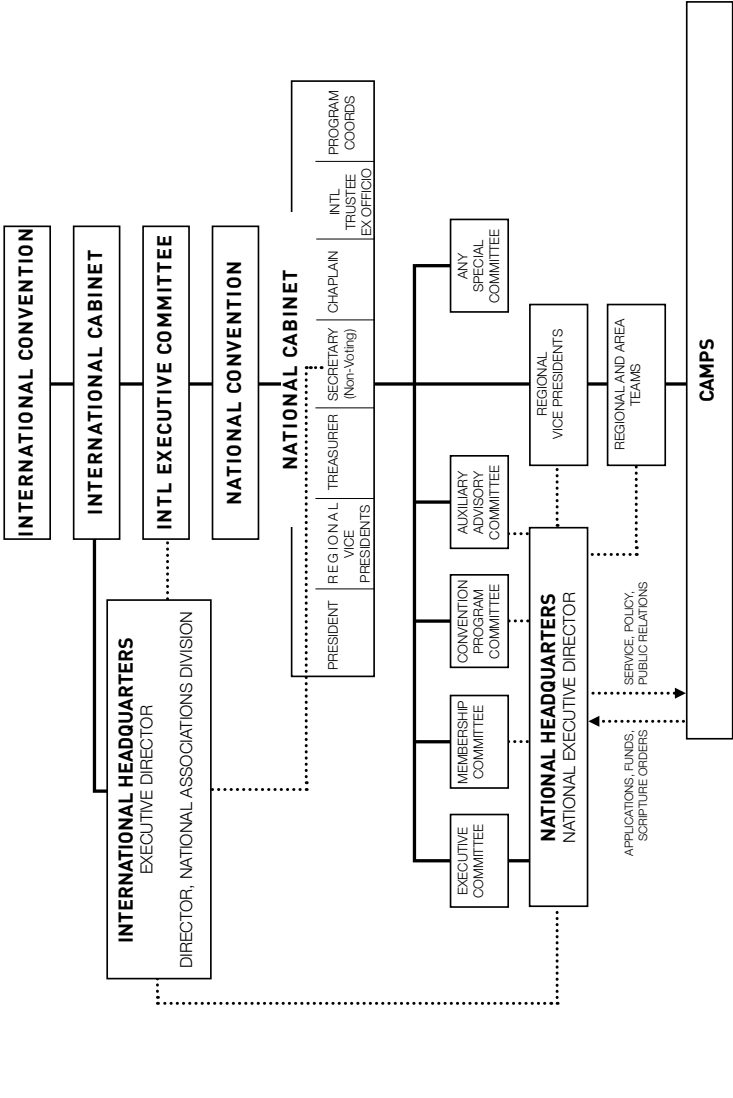 INTERNATIONAL CONVENTION
INTERNATIONAL CABINET
INTL EXECUTIVE COMMITTEE
NATIONAL CONVENTION
INTERNATIONAL HEADQUARTERS
EXECUTIVE DIRECTOR
DIRECTOR, NATIONAL ASSOCIATIONS DIVISION
NATIONAL CABINET
PRESIDENT
REGIONAL
VICE
PRESIDENTS
TREASURER
SECRETARY
(Non-Voting)
CHAPLAIN
INTL
TRUSTEE
EX OFFICIO
PROGRAM
COORDS
EXECUTIVE
COMMITTEE
MEMBERSHIP
COMMITTEE
CONVENTION
PROGRAM
COMMITTEE
AUXILIARY
ADVISORY
COMMITTEE
ANY
SPECIAL
COMMITTEE
NATIONAL HEADQUARTERS
NATIONAL EXECUTIVE DIRECTOR
REGIONAL
VICE PRESIDENTS
REGIONAL AND AREA
TEAMS
APPLICATIONS, FUNDS,
SCRIPTURE ORDERS
SERVICE, POLICY,
PUBLIC RELATIONS
CAMPS